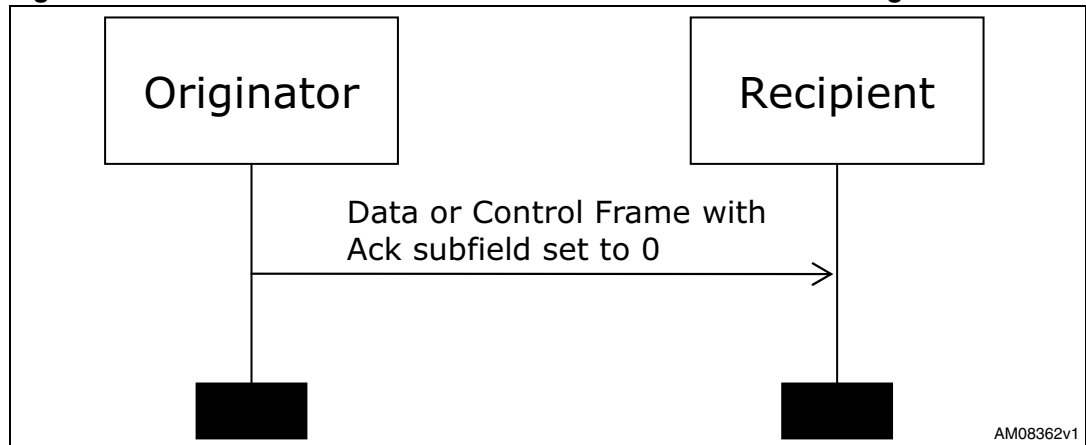 Originator
Recipient
Data or Control Frame with
Ack subfield set to 0
AM08362v1